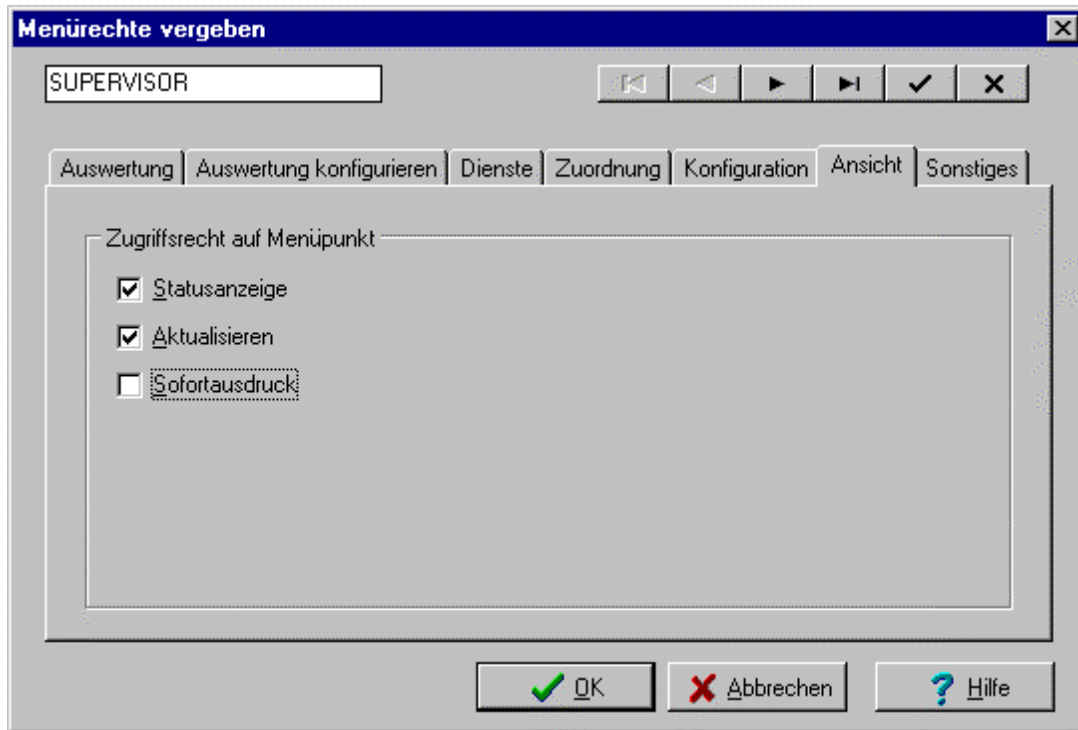 Menürechte vergeben
SUPERVISOR
Auswertung Auswertung konfigurieren Dienste Zuordnung Konfiguration Ansicht Sonstiges
Zugriffsrecht auf Menüpunkt
Statusanzeige
Aktualisieren
Sofortausdruck
OK Abbrechen ? Hilfe